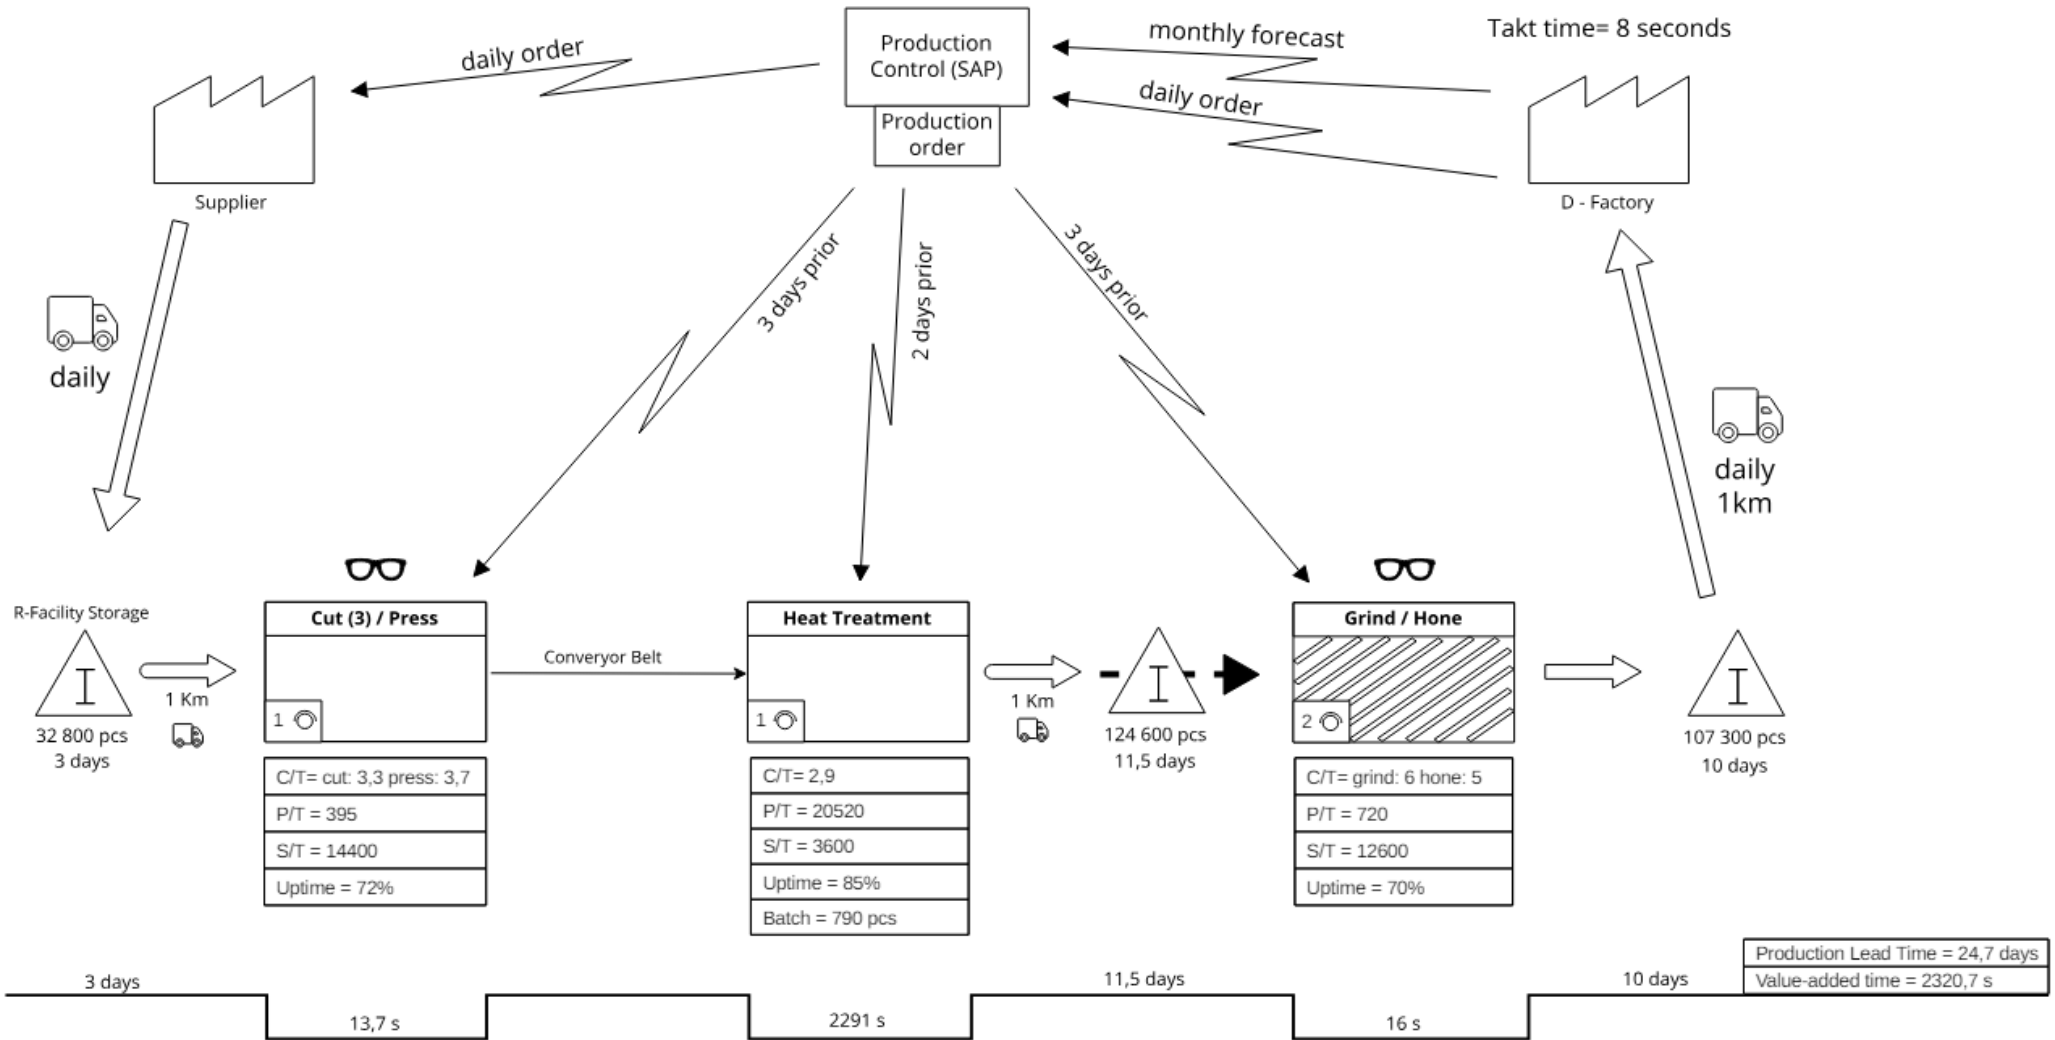 Takt time= 8 seconds
Production
Control (SAP)
Production
order
daily order
monthly forecast
daily order
Supplier
D - Factory
3 days prior
2 days prior
3 days prior
daily
daily
1km
R-Facility Storage
32 800 pcs
3 days
1 Km
Cut (3) / Press
1
C/T= cut: 3,3 press: 3,7
P/T = 395
S/T = 14400
Uptime = 72%
Converyor Belt
Heat Treatment
1
C/T= 2,9
P/T = 20520
S/T = 3600
Uptime = 85%
Batch = 790 pcs
1 Km
I
124 600 pcs
11,5 days
Grind / Hone
2
C/T= grind: 6 hone: 5
P/T = 720
S/T = 12600
Uptime = 70%
I
107 300 pcs
10 days
I
3 days
13,7 s
2291 s
11,5 days
16 s
10 days
Production Lead Time = 24,7 days
Value-added time = 2320,7 s